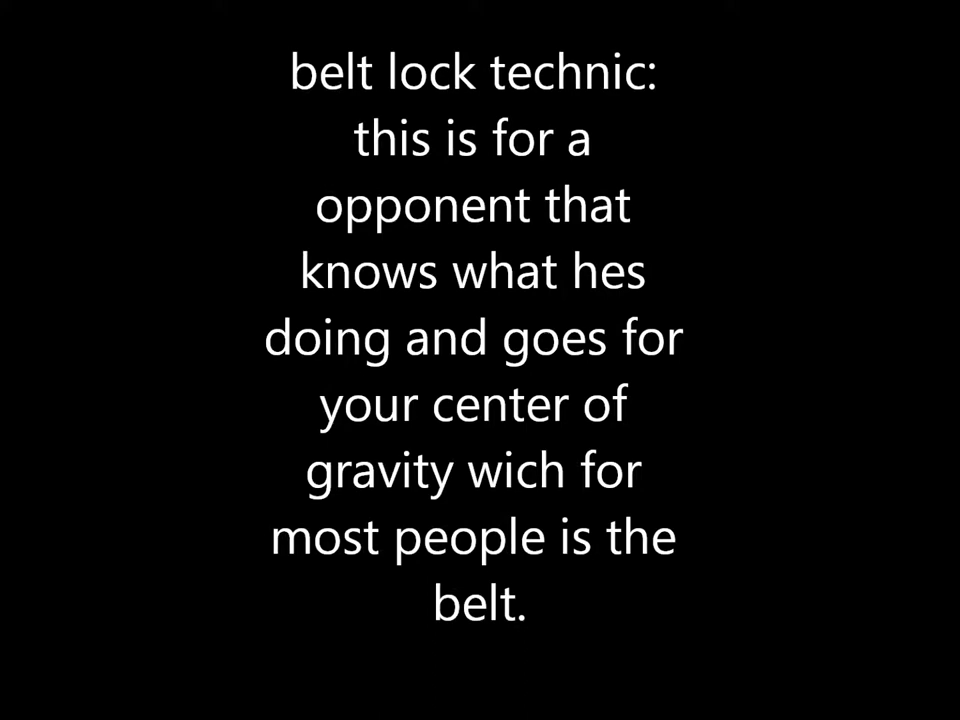 belt lock technic:
this is for a
opponent that
knows what hes
doing and goes for
your center of
gravity wich for
most people is the
belt.